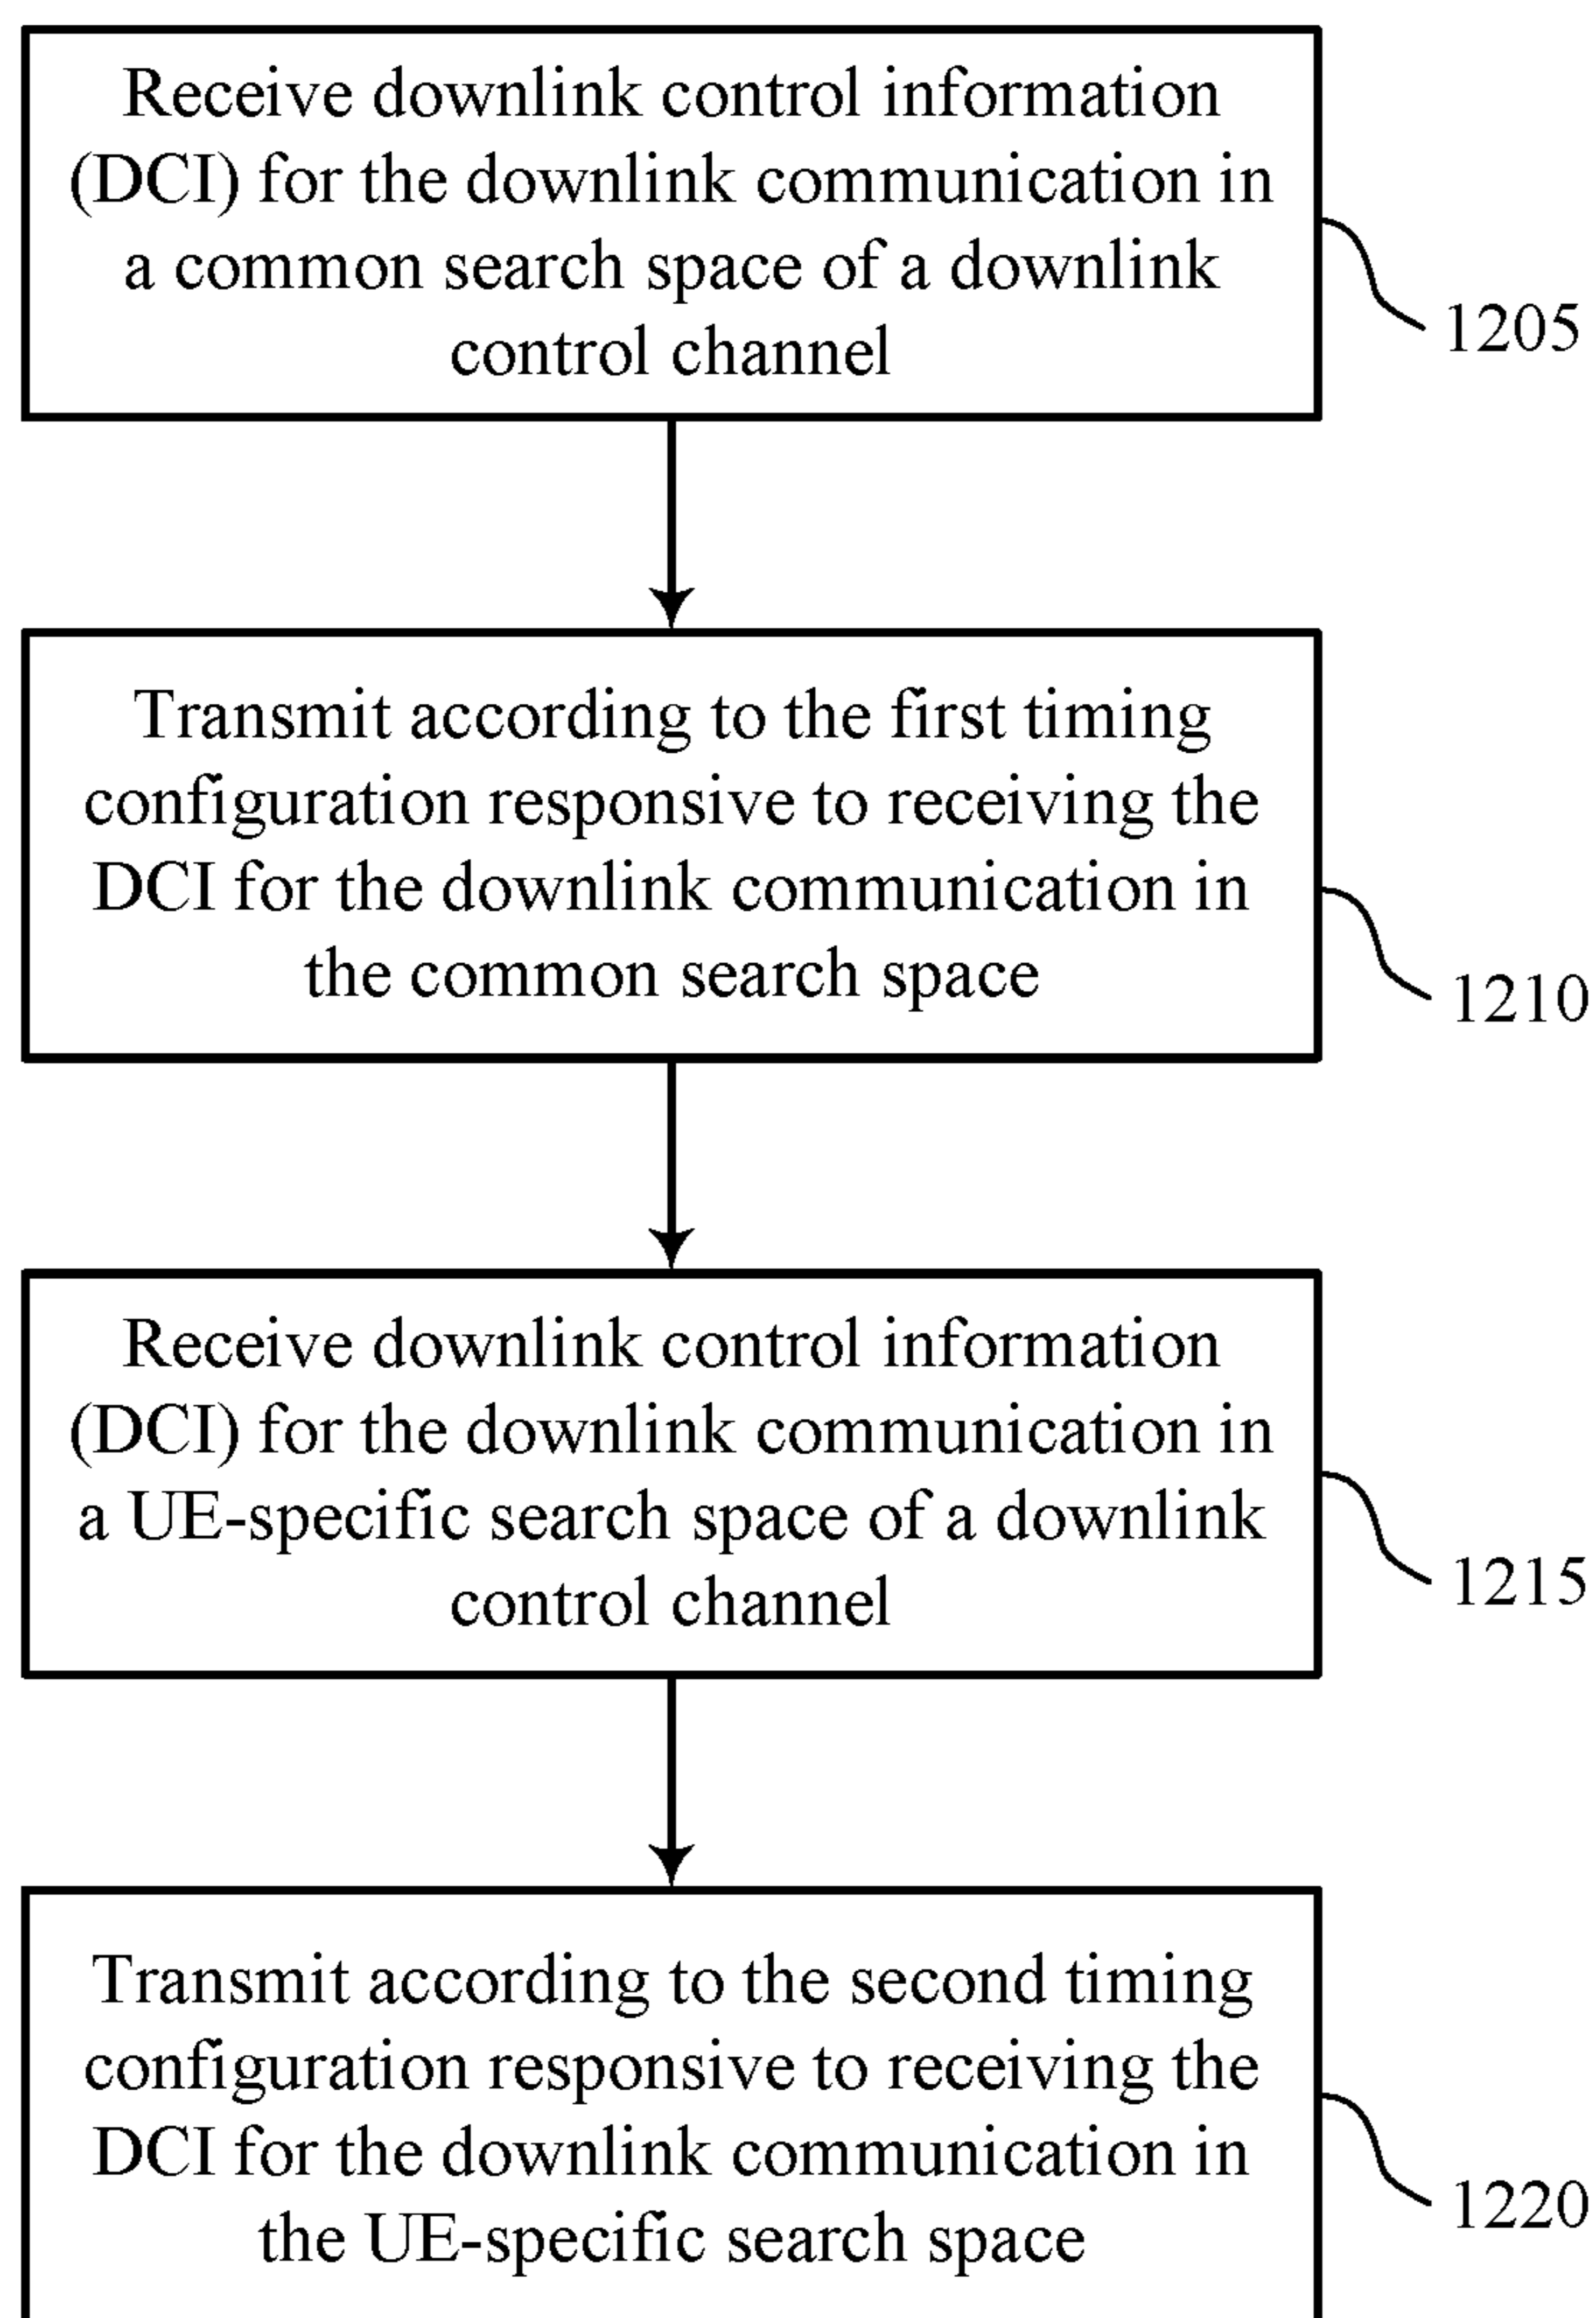 Receive downlink control information
(DCI) for the downlink communication in
a common search space of a downlink
control channel
1205
Transmit according to the first timing
configuration responsive to receiving the
DCI for the downlink communication in
the common search space
1210
Receive downlink control information
(DCI) for the downlink communication in
a UE-specific search space of a downlink
control channel
1215
Transmit according to the second timing
configuration responsive to receiving the
DCI for the downlink communication in
the UE-specific search space
1220